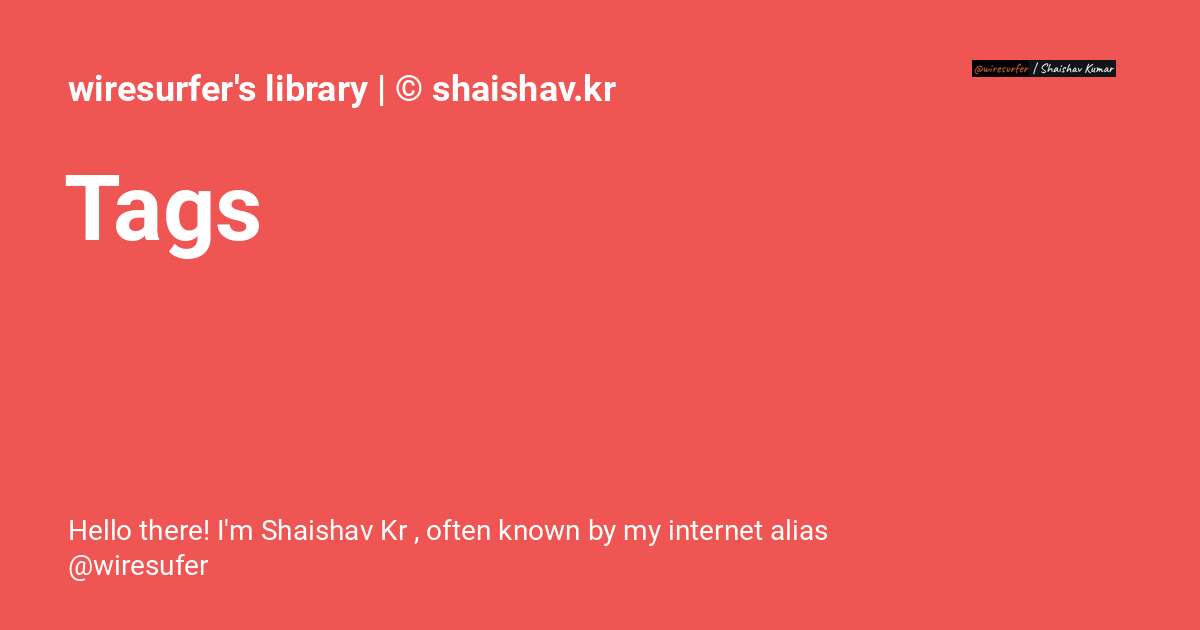 wiresurfer's library | © shaishav.kr
@wiresurfer | Shaishav Kumar
Tags
Hello there! I'm Shaishav Kr , often known by my internet alias
@wiresufer